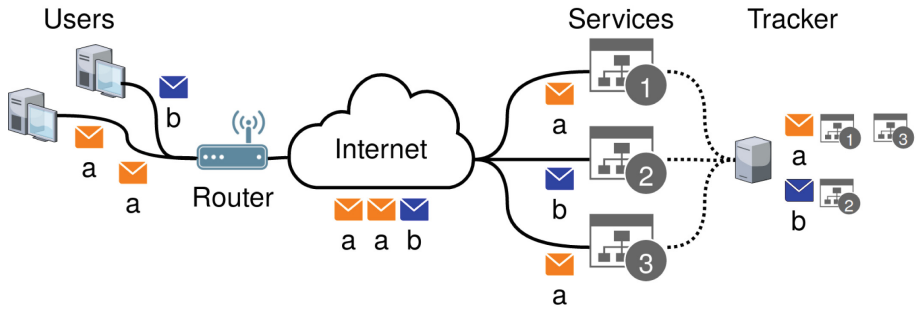 Users
Services
Tracker
b
a
a
Router
Internet
a a b
1
a
2
b
3
a
a 1 3
b 2